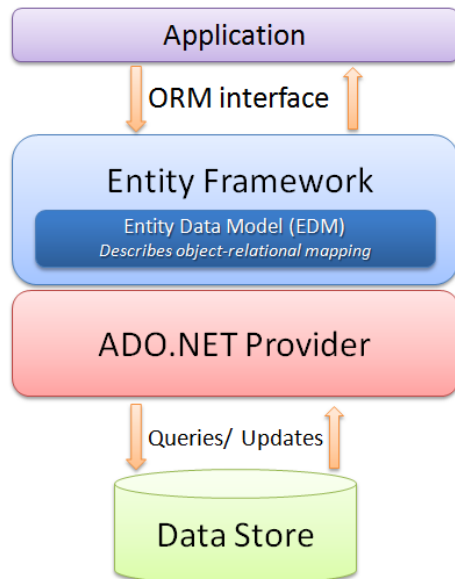 Application
ORM interface
Entity Framework
Entity Data Model (EDM)
Describes object-relational mapping
ADO.NET Provider
Queries/ Updates
Data Store